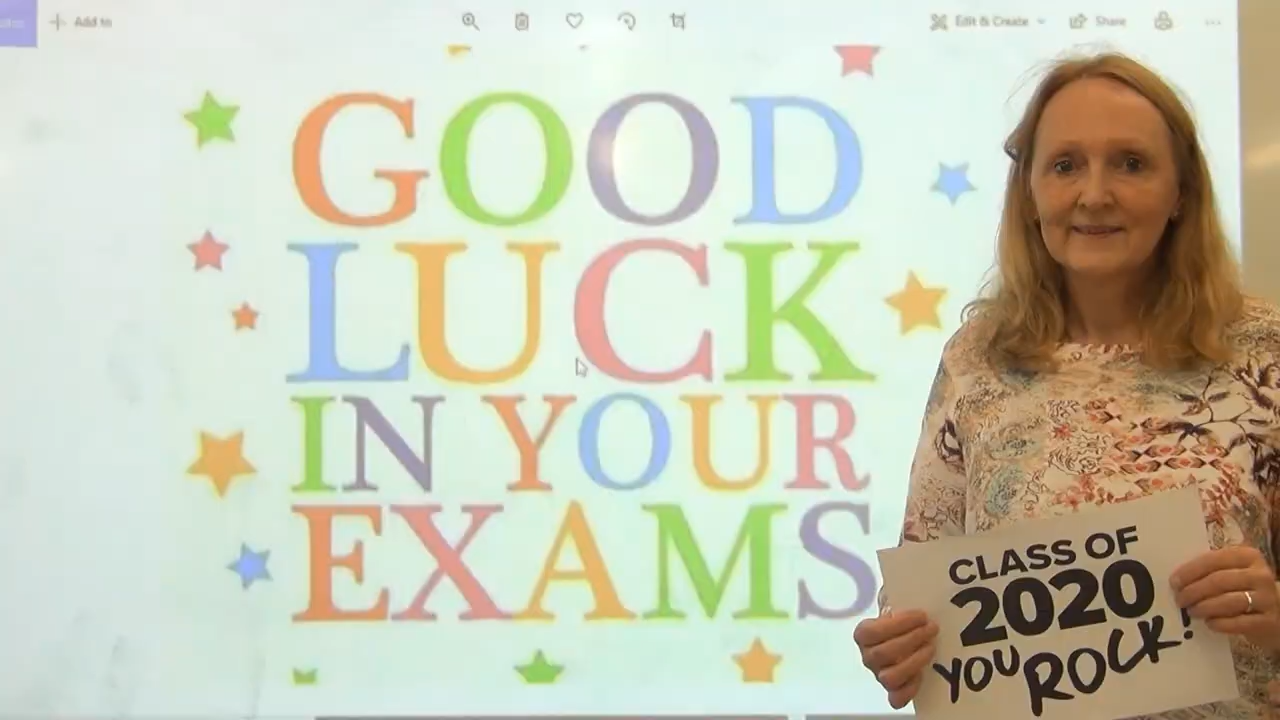 Add to
Edit & Create
Share
GOOD
LUCK
IN YOUR
EXAMS
CLASS OF
2020
YOU ROCK!